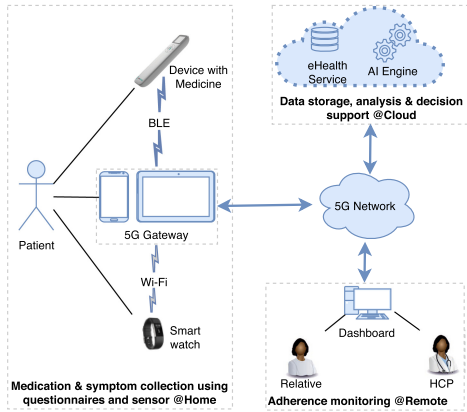 Device with
Medicine
BLE
5G Gateway
Patient
Wi-Fi
Smart
watch
Medication & symptom collection using
questionnaires and sensor @Home
eHealth
Service
AI Engine
Data storage, analysis & decision
support @Cloud
5G Network
Dashboard
Relative
HCP
Adherence monitoring @Remote